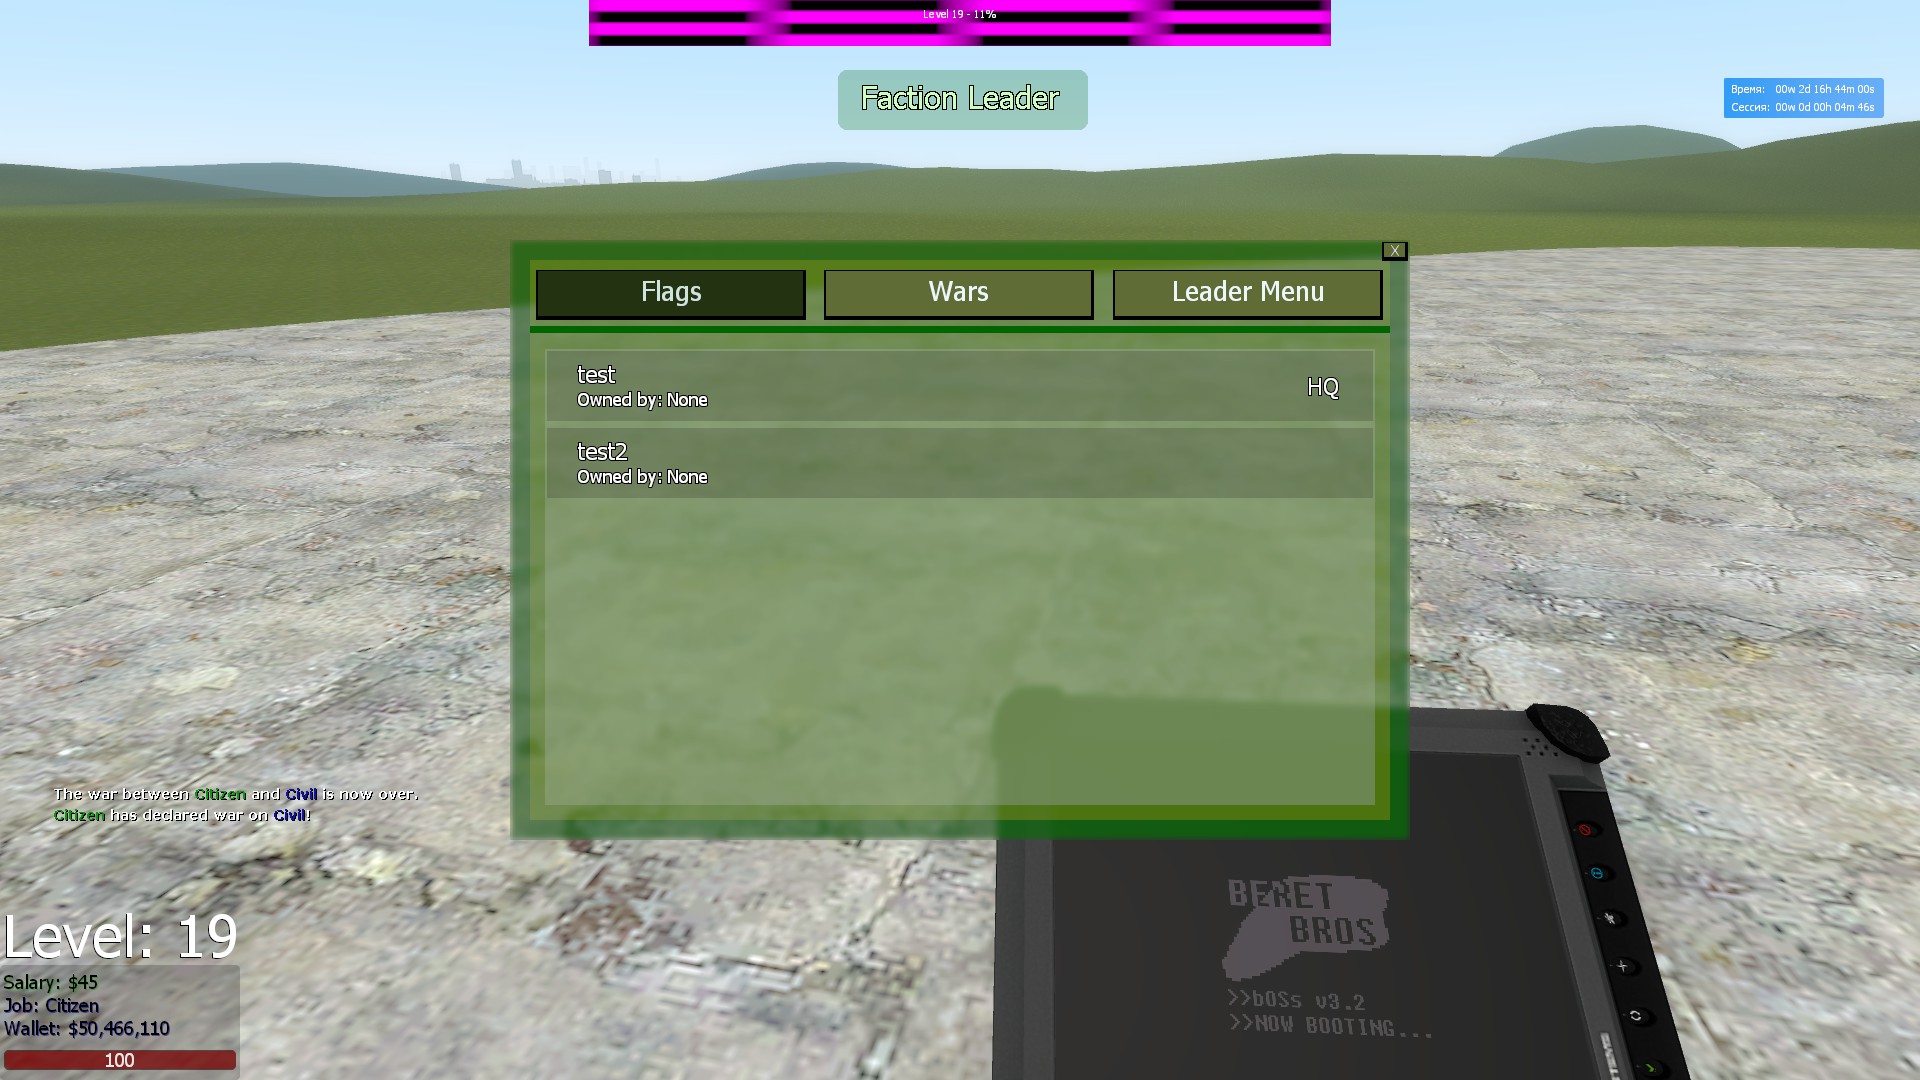 Level 19 - 11%
Faction Leader
Время: 00w 2d 16h 44m 00s
Сессия: 00w 0d 00h 04m 46s
X
Flags
Wars
Leader Menu
test
Owned by: None
HQ
test2
Owned by: None
The war between Citizen and Civil is now over.
Citizen has declared war on Civil!
Level: 19
Salary: $45
Job: Citizen
Wallet: $50,466,110
100
BERET
BROS
>>bOSs v3.2
>>NOW BOOTING...